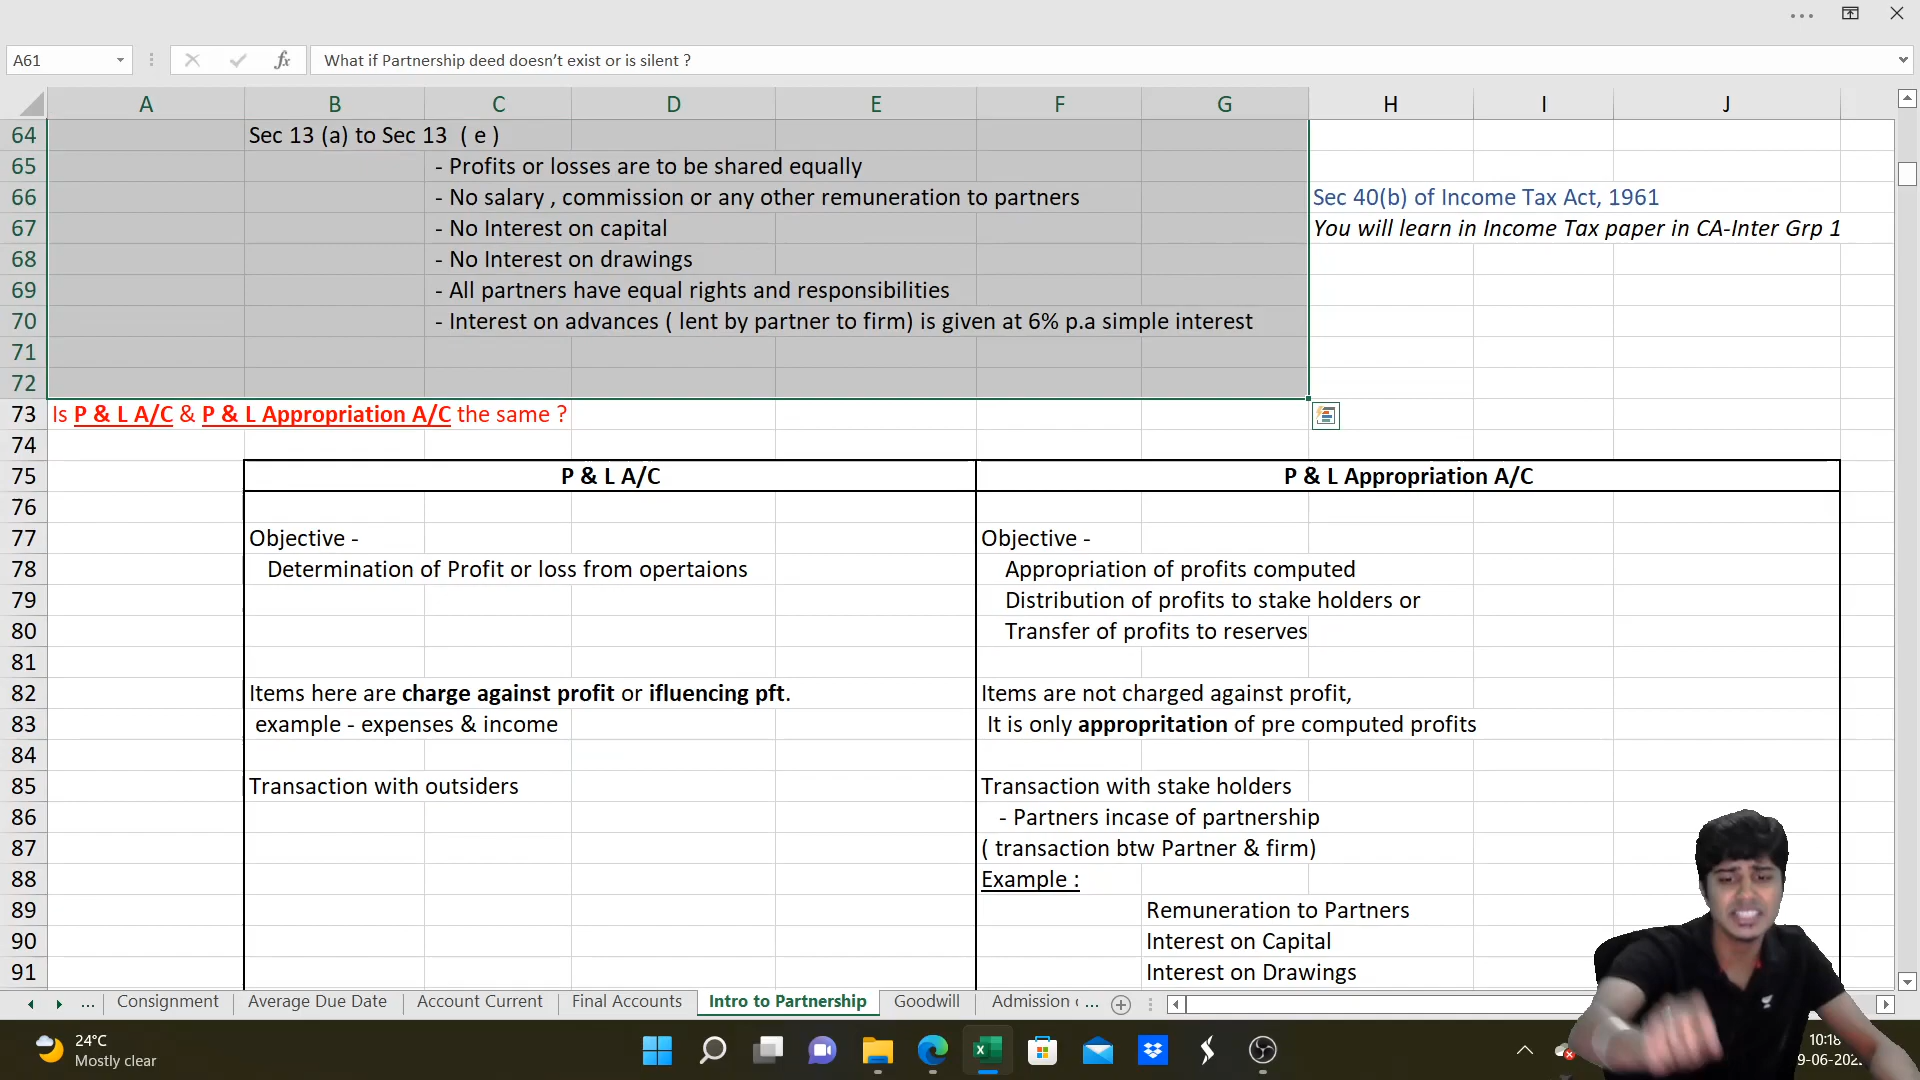 A61
fx
What if Partnership deed doesn't exist or is silent ?
A B C D E F G H I J
64 Sec 13 (a) to Sec 13 ( e )
65 - Profits or losses are to be shared equally
66 - No salary , commission or any other remuneration to partners Sec 40(b) of Income Tax Act, 1961
67 - No Interest on capital You will learn in Income Tax paper in CA-Inter Grp 1
68 - No Interest on drawings
69 - All partners have equal rights and responsibilities
70 - Interest on advances ( lent by partner to firm) is given at 6% p.a simple interest
71
72
73 Is P & L A/C & P & L Appropriation A/C the same ?
74
75 P & L A/C P & L Appropriation A/C
76
77 Objective - Objective -
78 Determination of Profit or loss from opertaions Appropriation of profits computed
79 Distribution of profits to stake holders or
80 Transfer of profits to reserves
81
82 Items here are charge against profit or ifluencing pft. Items are not charged against profit,
83 example - expenses & income It is only appropritation of pre computed profits
84
85 Transaction with outsiders Transaction with stake holders
86 - Partners incase of partnership
87 ( transaction btw Partner & firm)
88 Example :
89 Remuneration to Partners
90 Interest on Capital
91 Interest on Drawings
... Consignment Average Due Date Account Current Final Accounts Intro to Partnership Goodwill Admission ...
24°C
Mostly clear
10:18